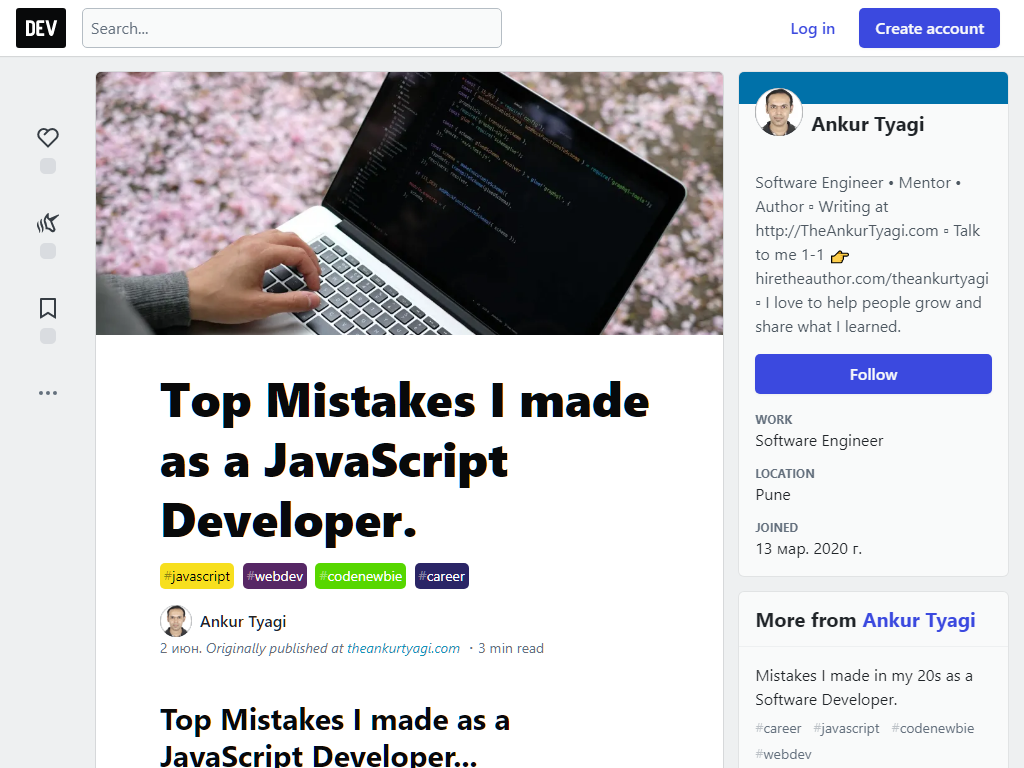 DEV
Search...
Log in
Create account
Top Mistakes I made
as a JavaScript
Developer.
#javascript #webdev #codenewbie #career
Ankur Tyagi
2 июн. Originally published at theankurtyagi.com ・3 min read
Top Mistakes I made as a
JavaScript Developer...
Ankur Tyagi
Software Engineer • Mentor •
Author ▫ Writing at
http://TheAnkurTyagi.com ▫ Talk
to me 1-1 👉
hiretheauthor.com/theankurtyagi
▫ I love to help people grow and
share what I learned.
Follow
WORK
Software Engineer
LOCATION
Pune
JOINED
13 мар. 2020 г.
More from Ankur Tyagi
Mistakes I made in my 20s as a
Software Developer.
#career #javascript #codenewbie
#webdev